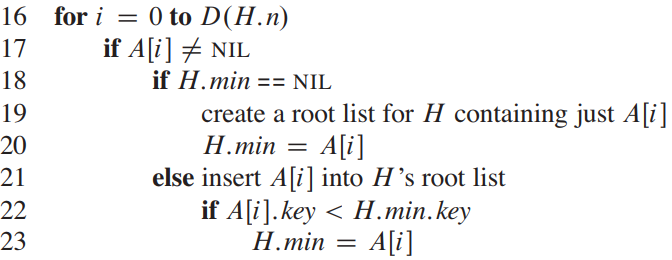 16 for i = 0 to D(H.n)
17 if A[i] ≠ NIL
18 if H.min == NIL
19 create a root list for H containing just A[i]
20 H.min = A[i]
21 else insert A[i] into H's root list
22 if A[i].key < H.min.key
23 H.min = A[i]